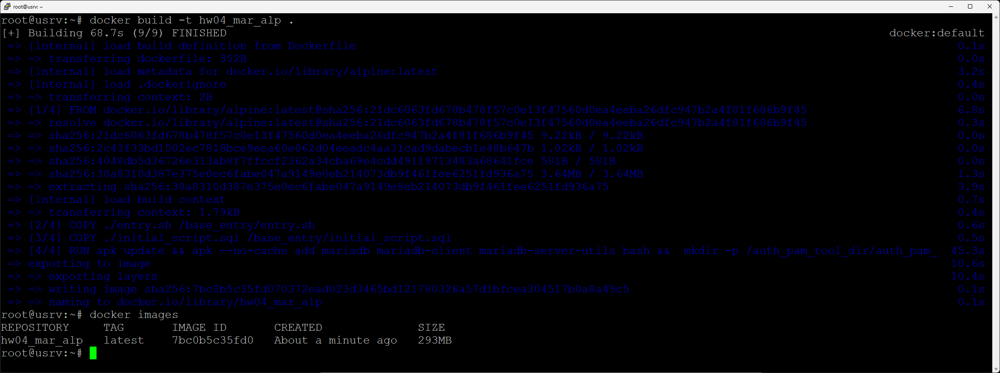 root@usrv: ~
root@usrv:~# docker build -t hw04_mar_alp .
[+] Building 68.7s (9/9) FINISHED docker:default
=> [internal] load build definition from Dockerfile 0.1s
=> => transferring dockerfile: 352B 0.0s
=> [internal] load metadata for docker.io/library/alpine:latest 3.2s
=> [internal] load .dockerignore 0.4s
=> => transferring context: 2B 0.0s
=> [1/4] FROM docker.io/library/alpine:latest@sha256:21dc6063fd678b478f57c0e13f47560d0ea4eeba26dfc947b2a4f81f686b9f45 6.8s
=> => resolve docker.io/library/alpine:latest@sha256:21dc6063fd678b478f57c0e13f47560d0ea4eeba26dfc947b2a4f81f686b9f45 0.3s
=> => sha256:21dc6063fd678b478f57c0e13f47560d0ea4eeba26dfc947b2a4f81f686b9f45 9.22kB / 9.22kB 0.0s
=> => sha256:2c43f33bd1502ec7818bce9eea60e062d04eeadc4aa31cad9dabecb1e48b647b 1.02kB / 1.02kB 0.0s
=> => sha256:4048db5d36726e313ab8f7ffccf2362a34cba69e4cdd49119713483a68641fce 581B / 581B 0.0s
=> => sha256:38a8310d387e375e0ec6fabe047a9149e8eb214073db9f461fee6251fd936a75 3.64MB / 3.64MB 1.3s
=> => extracting sha256:38a8310d387e375e0ec6fabe047a9149e8eb214073db9f461fee6251fd936a75 3.9s
=> [internal] load build context 0.7s
=> => transferring context: 1.79kB 0.4s
=> [2/4] COPY ./entry.sh /base_entry/entry.sh 0.6s
=> [3/4] COPY ./initial_script.sql /base_entry/initial_script.sql 0.5s
=> [4/4] RUN apk update && apk --no-cache add mariadb mariadb-client mariadb-server-utils bash &&  mkdir -p /auth_pam_tool_dir/auth_pam_ 45.3s
=> exporting to image 10.6s
=> => exporting layers 10.4s
=> => writing image sha256:7bc0b5c35fd070372ead023d3465bd121780326a57d1bfcea304517b0a8a49c5 0.1s
=> => naming to docker.io/library/hw04_mar_alp 0.1s
root@usrv:~# docker images
REPOSITORY TAG IMAGE ID CREATED SIZE
hw04_mar_alp latest 7bc0b5c35fd0 About a minute ago 293MB
root@usrv:~#